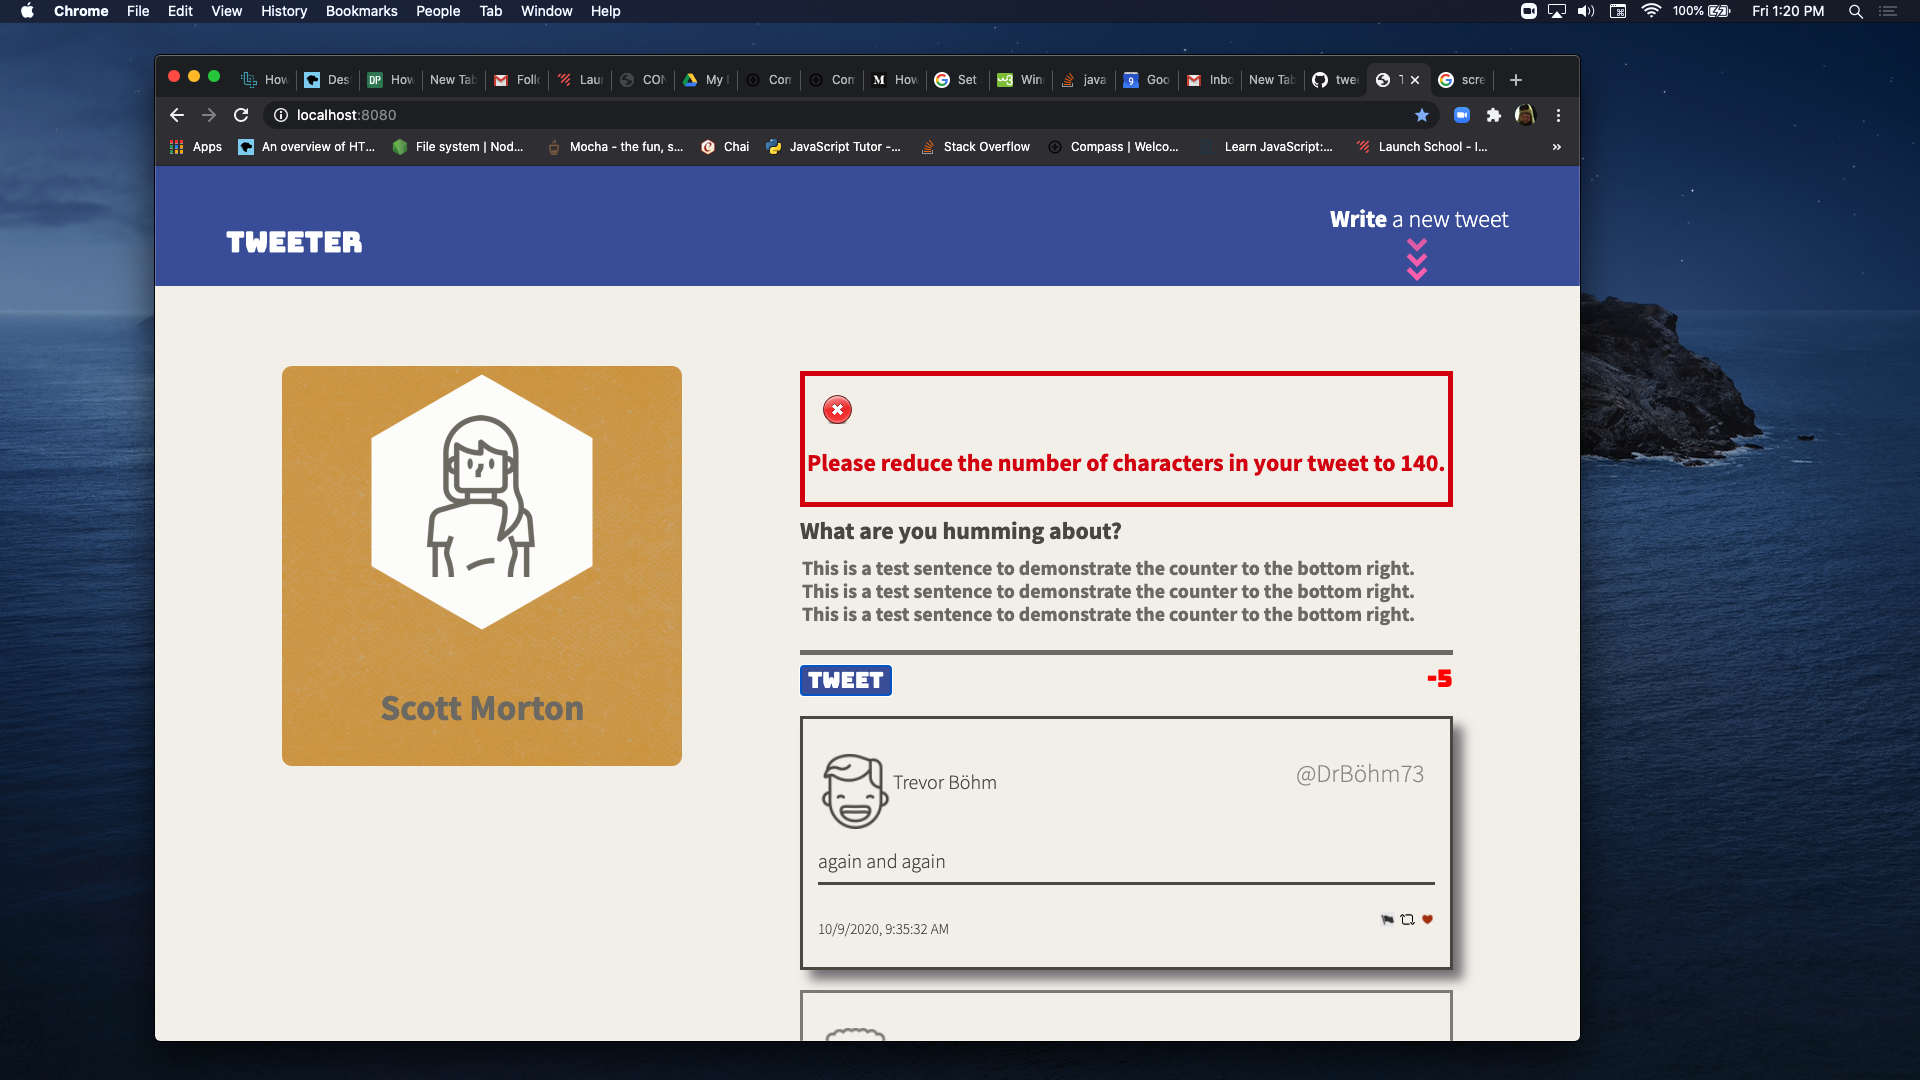 Chrome File Edit View History Bookmarks People Tab Window Help
100% Fri 1:20 PM
How Des How New Tab Follo Laun CON My Con Con How Set Win java Goo Inbo New Tab twee T scre
localhost:8080
Apps An overview of HT... File system | Nod... Mocha - the fun, s... Chai JavaScript Tutor -... Stack Overflow Compass | Welco... Learn JavaScript:... Launch School - I... »
Write a new tweet
TWEETER
Please reduce the number of characters in your tweet to 140.
What are you humming about?
This is a test sentence to demonstrate the counter to the bottom right.
This is a test sentence to demonstrate the counter to the bottom right.
This is a test sentence to demonstrate the counter to the bottom right.
TWEET -5
Scott Morton
Trevor Böhm @DrBöhm73
again and again
10/9/2020, 9:35:32 AM